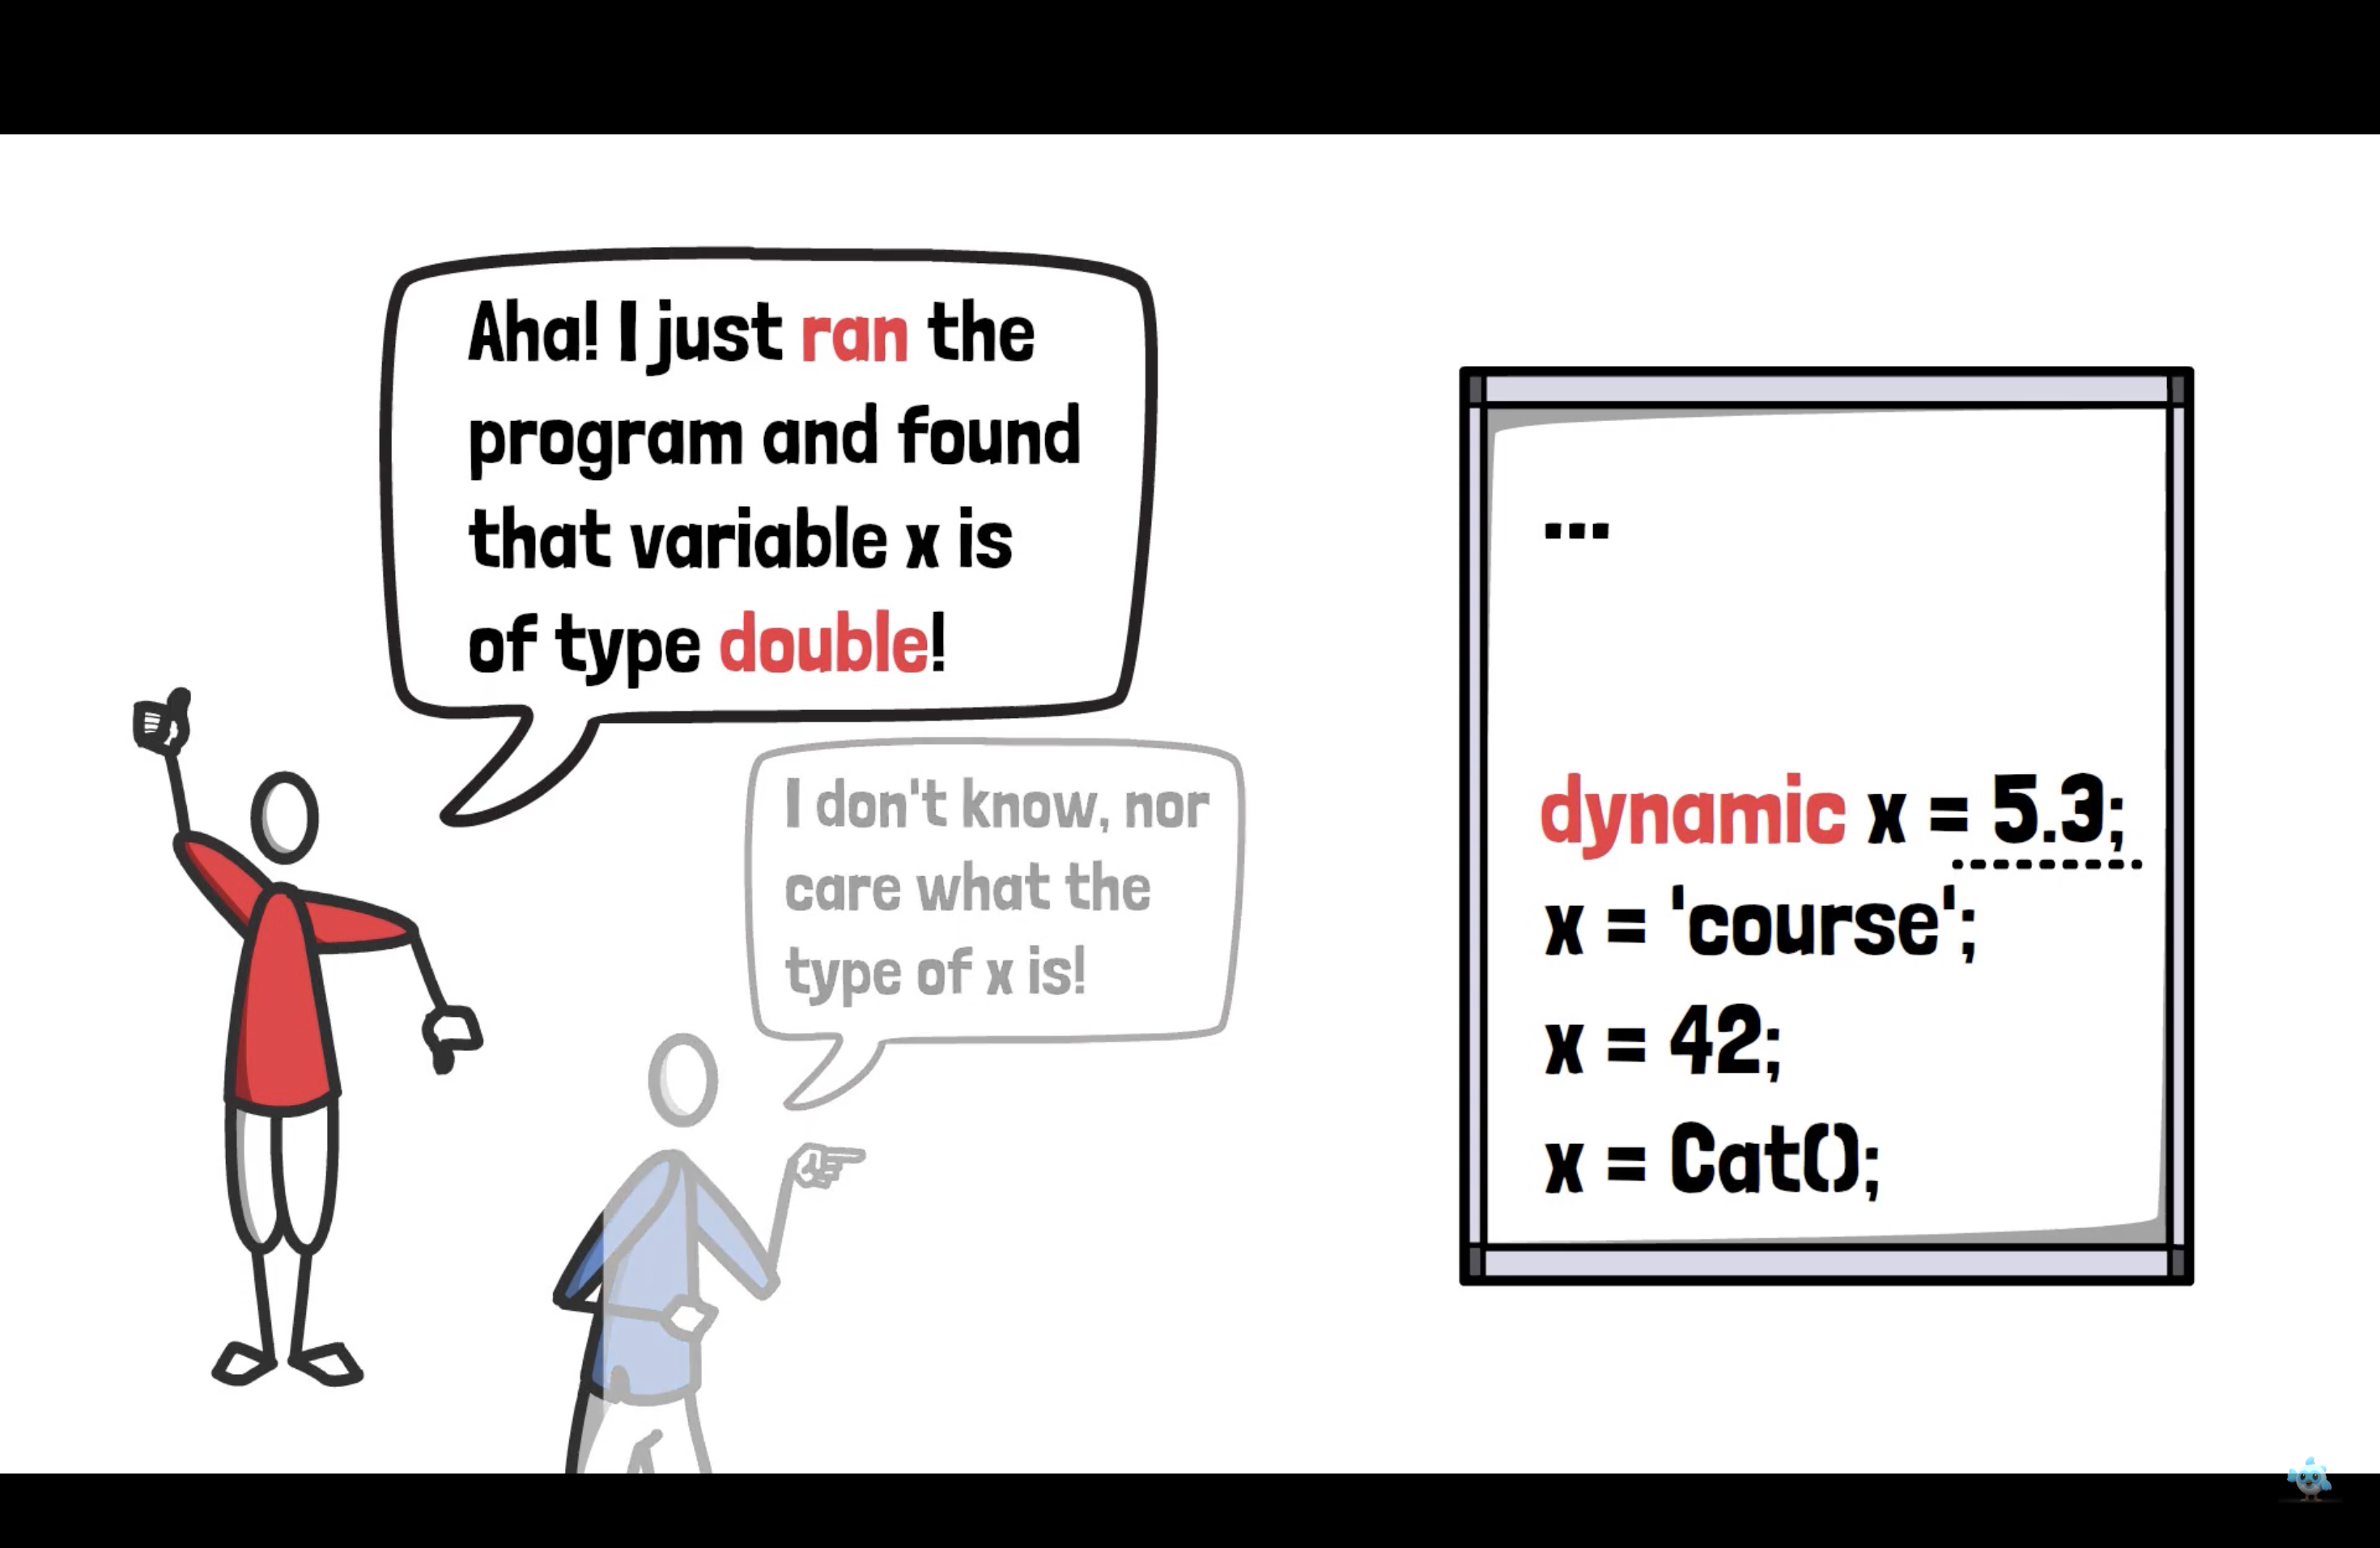 Aha! I just ran the
program and found
that variable x is
of type double!
I don't know, nor
care what the
type of x is!
...
dynamic x = 5.3;
x = 'course';
x = 42;
x = Cat();